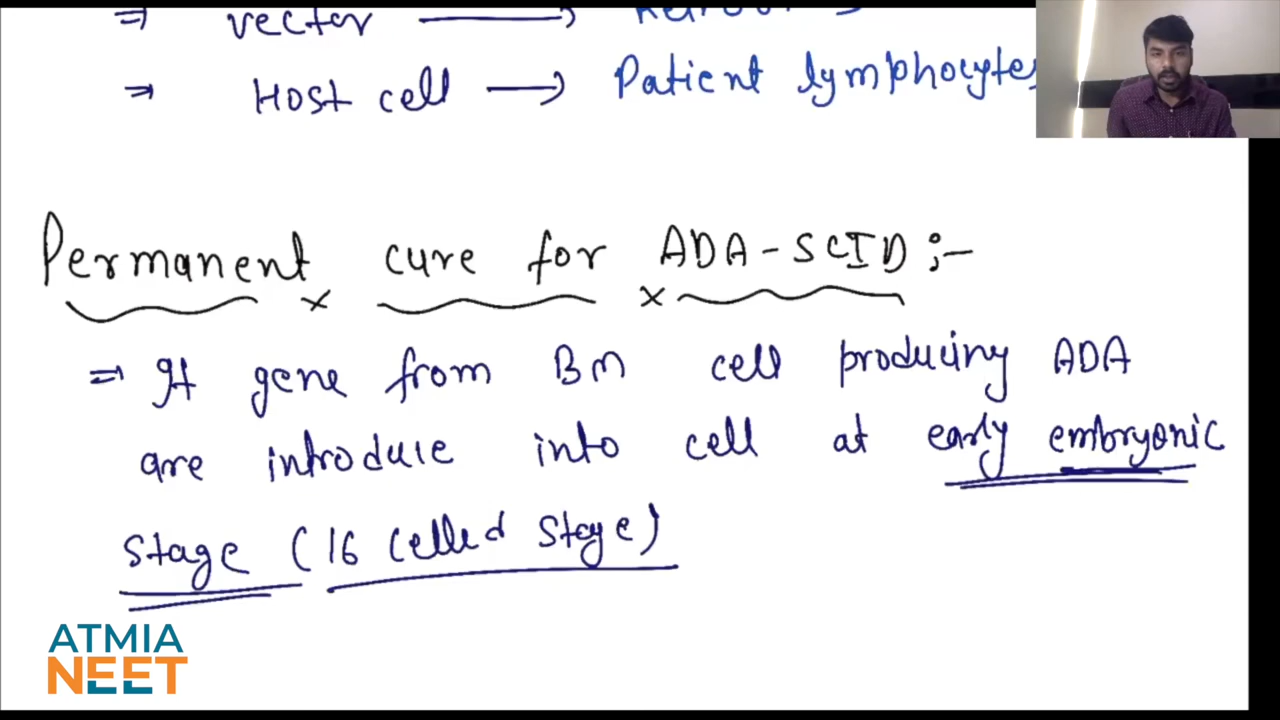 ⇒ vector ⟶
⇒ Host cell ⟶ Patient lymphocytes
Permanent cure for ADA-SCID ;-
⇒ If gene from BM cell producing ADA
are introduce into cell at early embryonic
stage (16 celled stage)
ATMIA
NEET